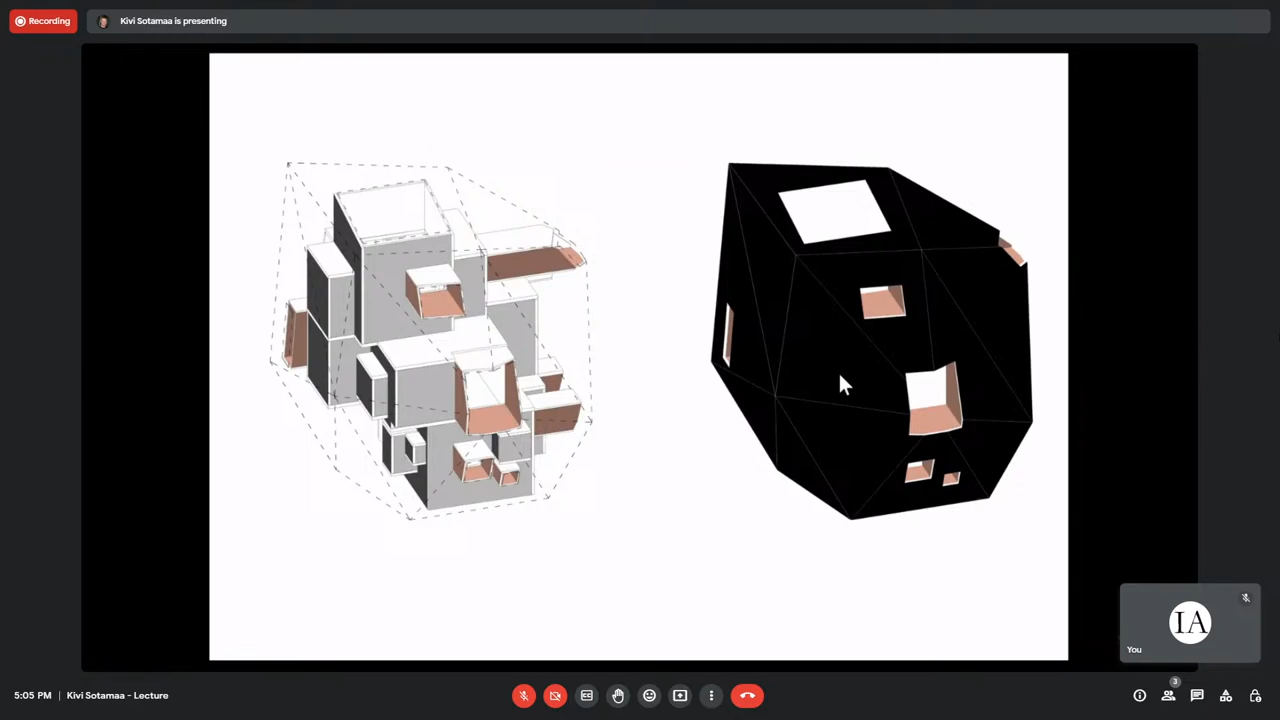 Recording
Kivi Sotamaa is presenting
IA
You
5:05 PM | Kivi Sotamaa - Lecture
3